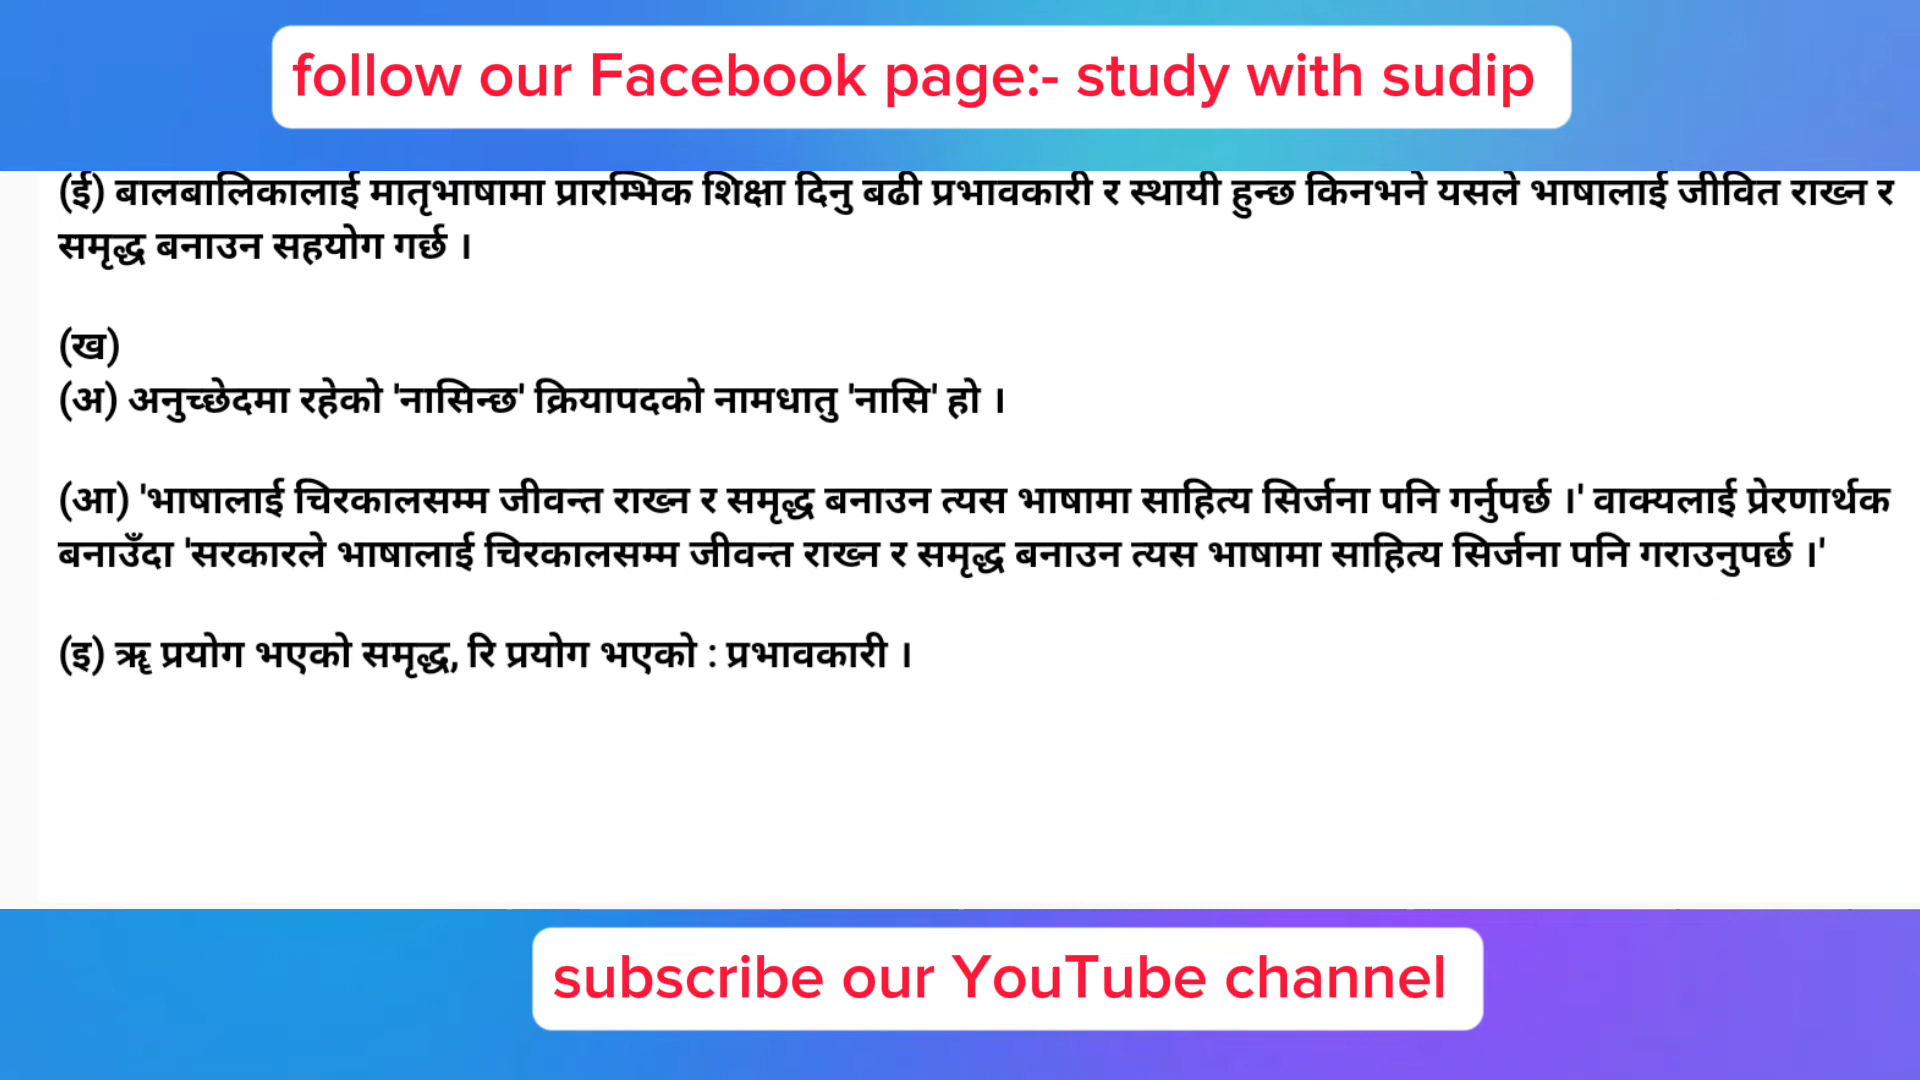 follow our Facebook page:- study with sudip
(ई) बालबालिकालाई मातृभाषामा प्रारम्भिक शिक्षा दिनु बढी प्रभावकारी र स्थायी हुन्छ किनभने यसले भाषालाई जीवित राख्न र
समृद्ध बनाउन सहयोग गर्छ ।
(ख)
(अ) अनुच्छेदमा रहेको 'नासिन्छ' क्रियापदको नामधातु 'नासि' हो ।
(आ) 'भाषालाई चिरकालसम्म जीवन्त राख्न र समृद्ध बनाउन त्यस भाषामा साहित्य सिर्जना पनि गर्नुपर्छ ।' वाक्यलाई प्रेरणार्थक
बनाउँदा 'सरकारले भाषालाई चिरकालसम्म जीवन्त राख्न र समृद्ध बनाउन त्यस भाषामा साहित्य सिर्जना पनि गराउनुपर्छ ।'
(इ) ॠ प्रयोग भएको समृद्ध, रि प्रयोग भएको : प्रभावकारी ।
subscribe our YouTube channel